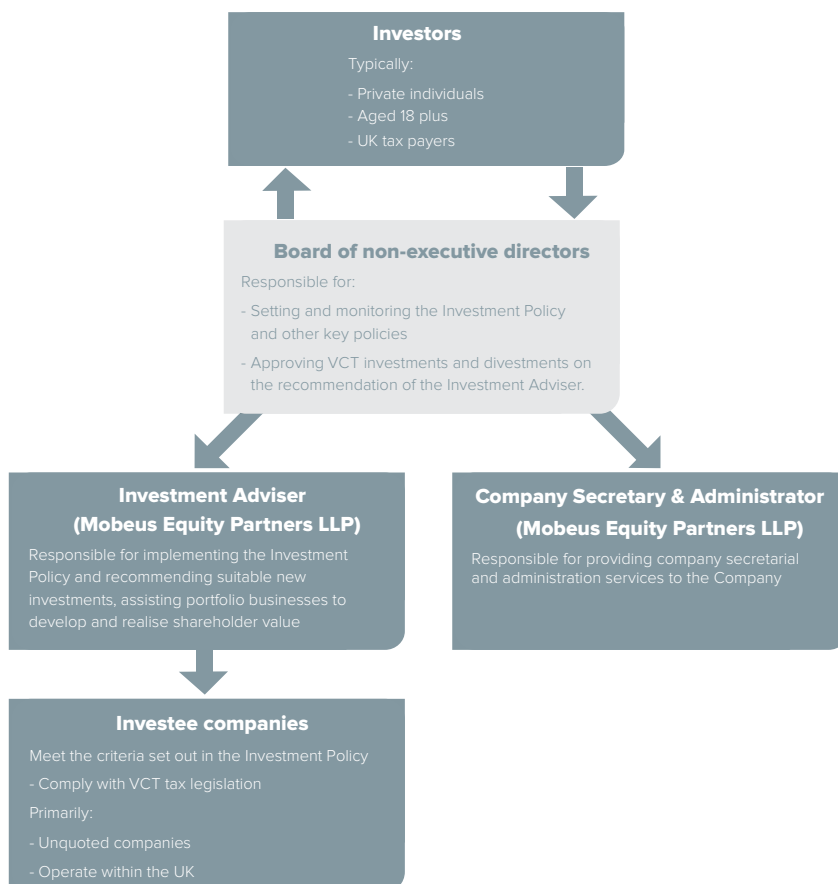 Investors
Typically:
- Private individuals
- Aged 18 plus
- UK tax payers
Board of non-executive directors
Responsible for:
- Setting and monitoring the Investment Policy
and other key policies
- Approving VCT investments and divestments on
the recommendation of the Investment Adviser.
Investment Adviser
(Mobeus Equity Partners LLP)
Responsible for implementing the Investment
Policy and recommending suitable new
investments, assisting portfolio businesses to
develop and realise shareholder value
Company Secretary & Administrator
(Mobeus Equity Partners LLP)
Responsible for providing company secretarial
and administration services to the Company
Investee companies
Meet the criteria set out in the Investment Policy
- Comply with VCT tax legislation
Primarily:
- Unquoted companies
- Operate within the UK